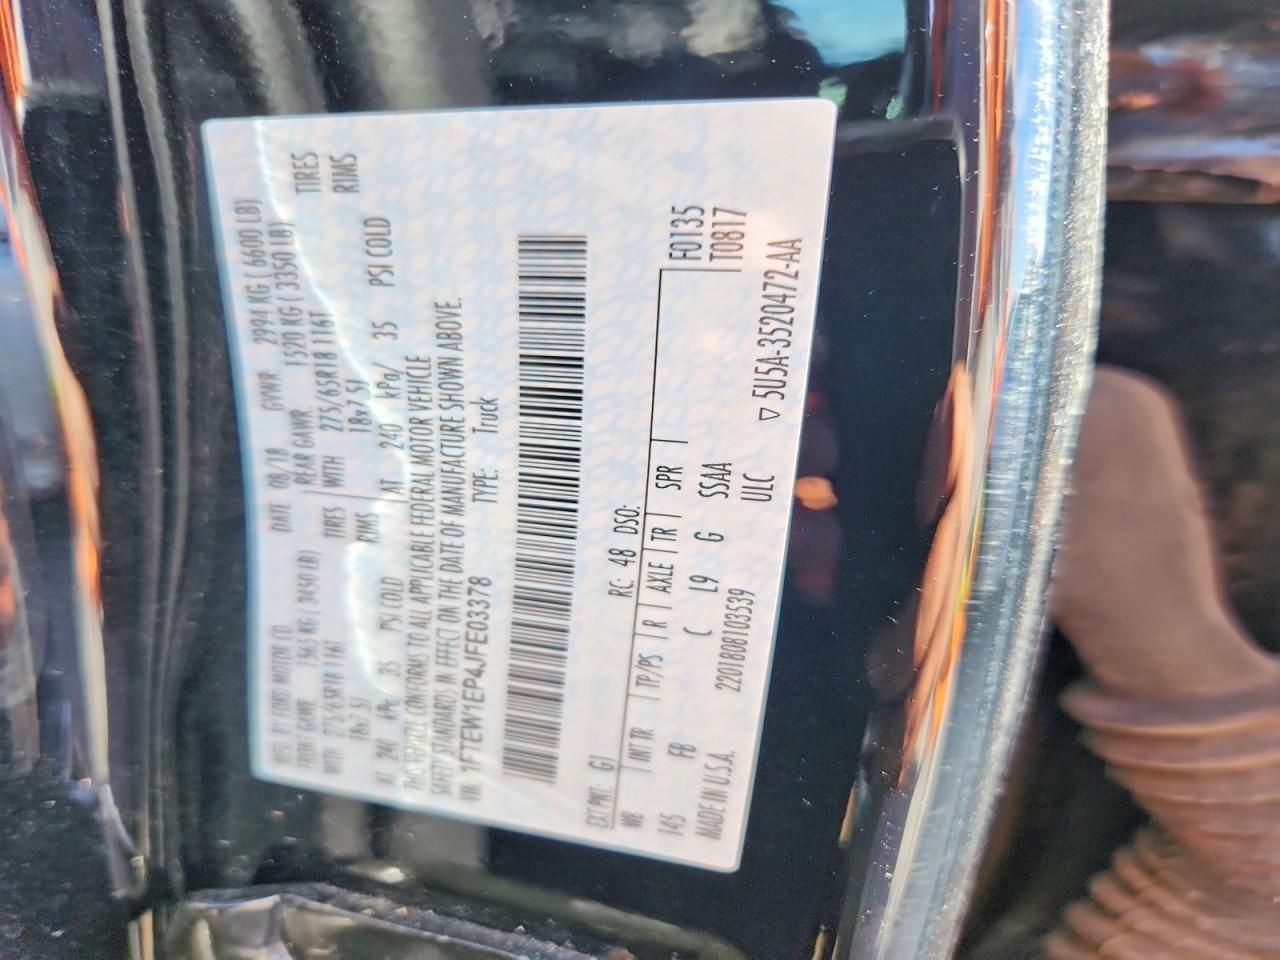 MFD. BY FORD MOTOR CO. DATE 08/18 GVWR 2994 KG ( 6600 LB)
FRONT GAWR 1565 KG ( 3450 LB) REAR GAWR 1520 KG ( 3350 LB)
WITH 275/65R18 116T TIRES WITH 275/65R18 116T TIRES
18x7.5J RIMS 18x7.5J RIMS
AT 240 kPa 35 PSI COLD AT 240 kPa/ 35 PSI COLD
THIS VEHICLE CONFORMS TO ALL APPLICABLE FEDERAL MOTOR VEHICLE
SAFETY STANDARDS IN EFFECT ON THE DATE OF MANUFACTURE SHOWN ABOVE.
VIN 1FTEW1EP4JFE03378 TYPE: Truck
EXT PNT: G1 RC: 48 DSO:
WB INT TR TP/PS R AXLE TR SPR F0135
145 FB C L9 G SSAA T0817
MADE IN U.S.A. 2201808103539 ULC
▽ 5U5A-3520472-AA